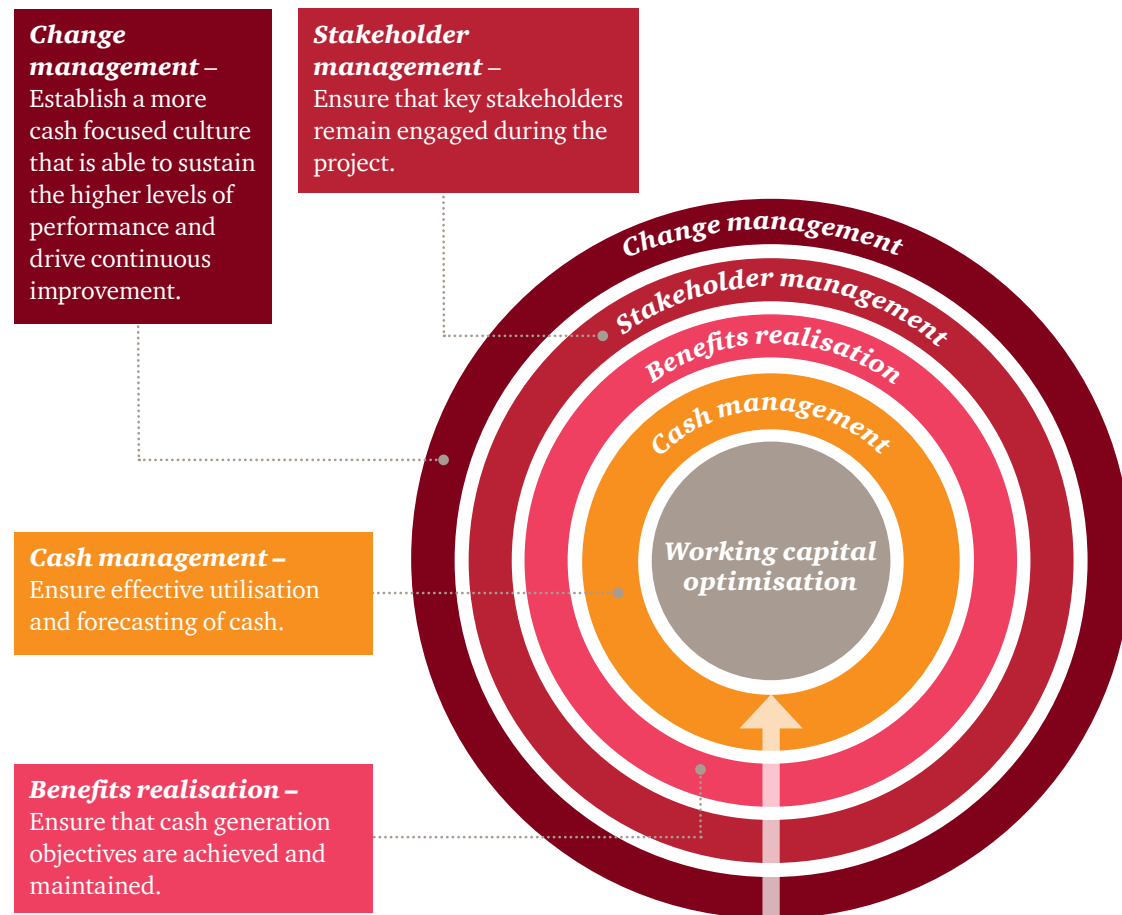 Change
management –
Establish a more
cash focused culture
that is able to sustain
the higher levels of
performance and
drive continuous
improvement.
Stakeholder
management –
Ensure that key stakeholders
remain engaged during the
project.
Change management
Stakeholder management
Benefits realisation
Cash management
Working capital
optimisation
Cash management –
Ensure effective utilisation
and forecasting of cash.
Benefits realisation –
Ensure that cash generation
objectives are achieved and
maintained.